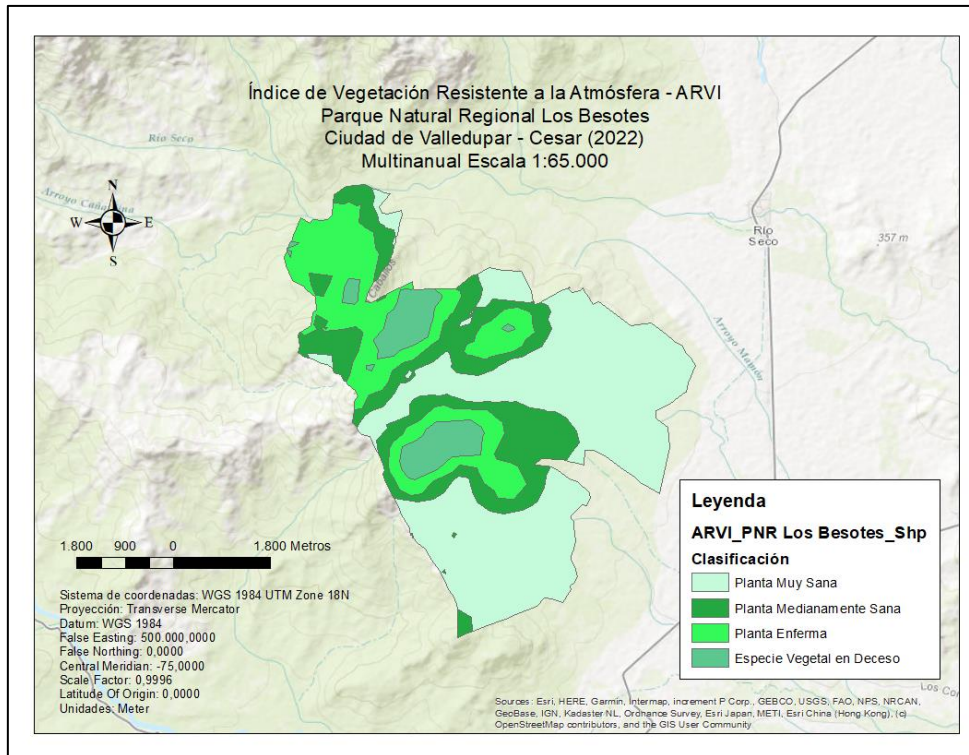 Índice de Vegetación Resistente a la Atmósfera - ARVI
Parque Natural Regional Los Besotes
Ciudad de Valledupar - Cesar (2022)
Multinanual Escala 1:65.000
Río Seco
Arroyo
N
W
E
S
Río
Seco
357 m
Caballos
Arroyo Mamón
1.800 900 0 1.800 Metros
Sistema de coordenadas: WGS 1984 UTM Zone 18N
Proyección: Transverse Mercator
Datum: WGS 1984
False Easting: 500.000,0000
False Northing: 0,0000
Central Meridian: -75,0000
Scale Factor: 0,9996
Latitude Of Origin: 0,0000
Unidades: Meter
Leyenda
ARVI_PNR Los Besotes_Shp
Clasificación
Planta Muy Sana
Planta Medianamente Sana
Planta Enferma
Especie Vegetal en Deceso
Los
Sources: Esri, HERE, Garmin, Intermap, increment P Corp., GEBCO, USGS, FAO, NPS, NRCAN,
GeoBase, IGN, Kadaster NL, Ordnance Survey, Esri Japan, METI, Esri China (Hong Kong), (c)
OpenStreetMap contributors, and the GIS User Community